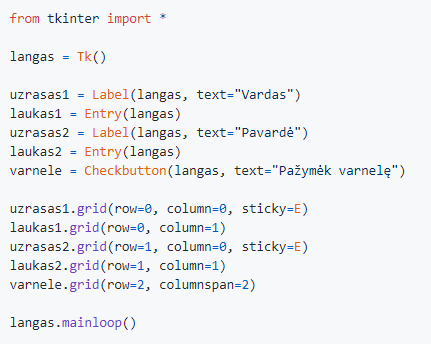 from tkinter import *
langas = Tk()
uzrasas1 = Label(langas, text="Vardas")
laukas1 = Entry(langas)
uzrasas2 = Label(langas, text="Pavardė")
laukas2 = Entry(langas)
varnele = Checkbutton(langas, text="Pažymėk varnelę")
uzrasas1.grid(row=0, column=0, sticky=E)
laukas1.grid(row=0, column=1)
uzrasas2.grid(row=1, column=0, sticky=E)
laukas2.grid(row=1, column=1)
varnele.grid(row=2, columnspan=2)
langas.mainloop()